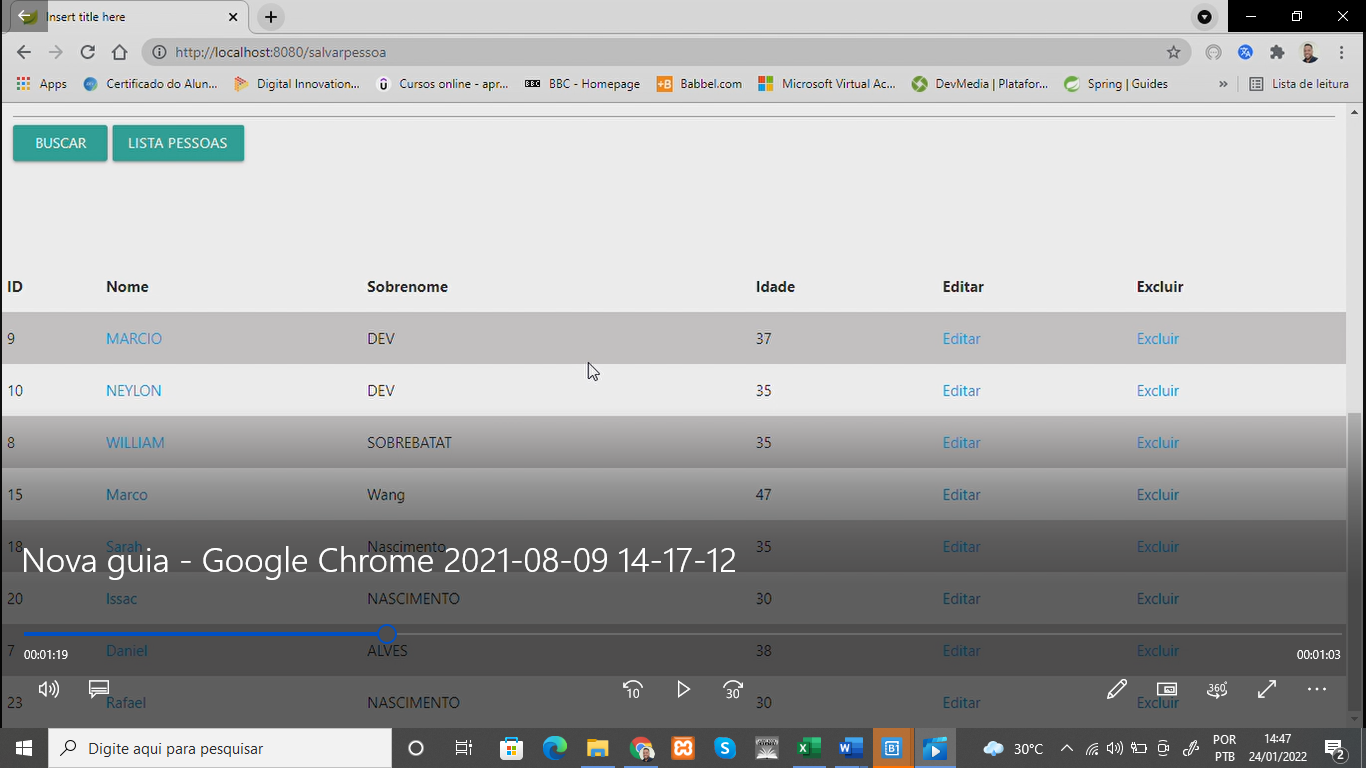 Insert title here
http://localhost:8080/salvarpessoa
Apps Certificado do Alun... Digital Innovation... Cursos online - apr... BBC BBC - Homepage +B Babbel.com Microsoft Virtual Ac... DevMedia | Platafor... Spring | Guides » Lista de leitura
BUSCAR LISTA PESSOAS
ID Nome Sobrenome Idade Editar Excluir
9 MARCIO DEV 37 Editar Excluir
10 NEYLON DEV 35 Editar Excluir
8 WILLIAM SOBREBATAT 35 Editar Excluir
15 Marco Wang 47 Editar Excluir
18 Sarah Nascimento 35 Editar Excluir
Nova guia - Google Chrome 2021-08-09 14-17-12
20 Issac NASCIMENTO 30 Editar Excluir
7 Daniel ALVES 38 Editar Excluir
00:01:19 00:01:03
10 30 360°
23 Rafael NASCIMENTO 30 Editar Excluir
Digite aqui para pesquisar 30°C POR 14:47
PTB 24/01/2022 2